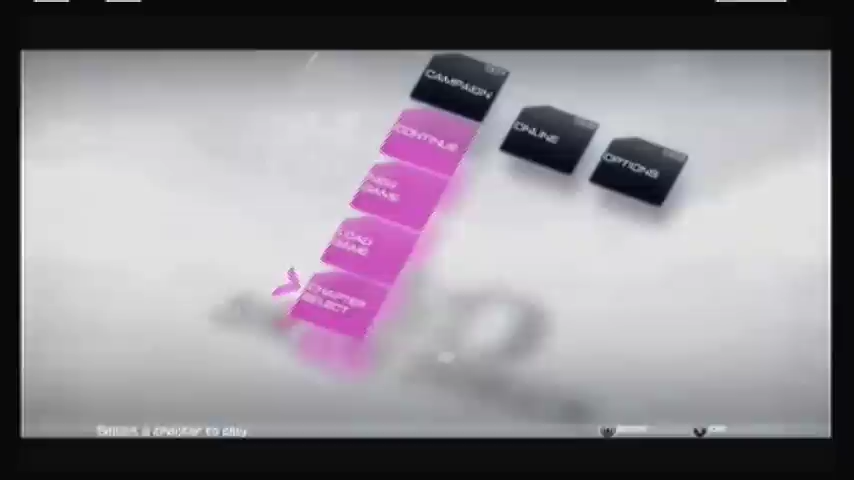 CAMPAIGN
ONLINE
OPTIONS
CONTINUE
NEW
GAME
LOAD
GAME
CHAPTER
SELECT
Select a chapter to play